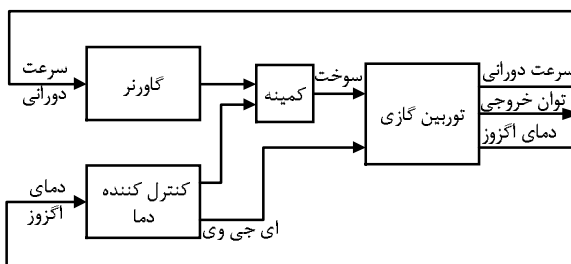 سرعت
دورانی
گاورنر
کمینه
سوخت
توربین گازی
سرعت دورانی
توان خروجی
دمای اگزوز
دمای
اگزوز
کنترل کننده
دما
ای جی وی